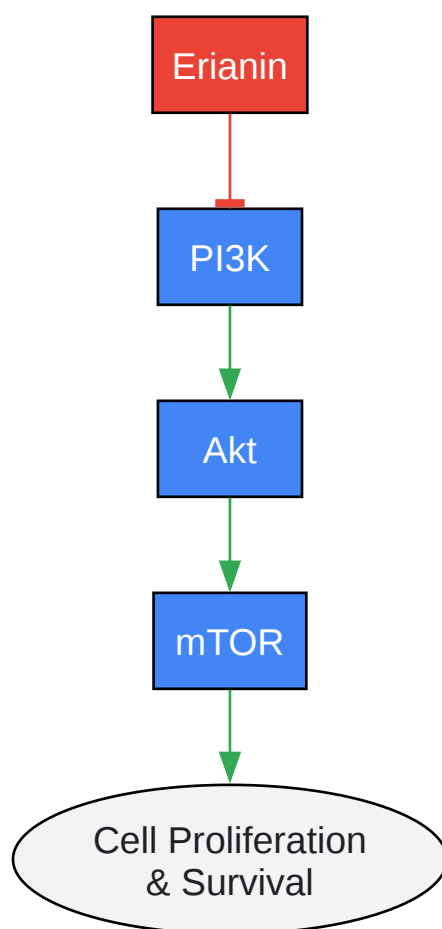 Erianin
PI3K
Akt
mTOR
Cell Proliferation
& Survival